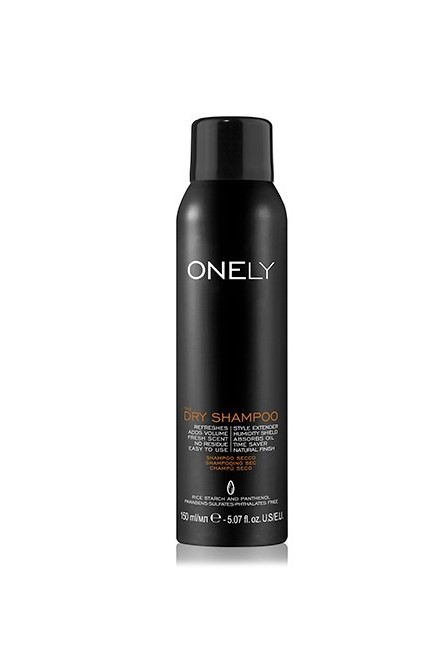 ONELY
THE
DRY SHAMPOO
REFRESHES | STYLE EXTENDER
ADDS VOLUME | HUMIDITY SHIELD
FRESH SCENT | ABSORBS OIL
NO RESIDUE | TIME SAVER
EASY TO USE | NATURAL FINISH
SHAMPOO SECCO
SHAMPOOING SEC
CHAMPÚ SECO
RICE STARCH AND PANTHENOL
PARABENS-SULFATES-PHTHALATES FREE
150 ml/мл ℮ - 5.07 fl. oz. U.S/E.U.